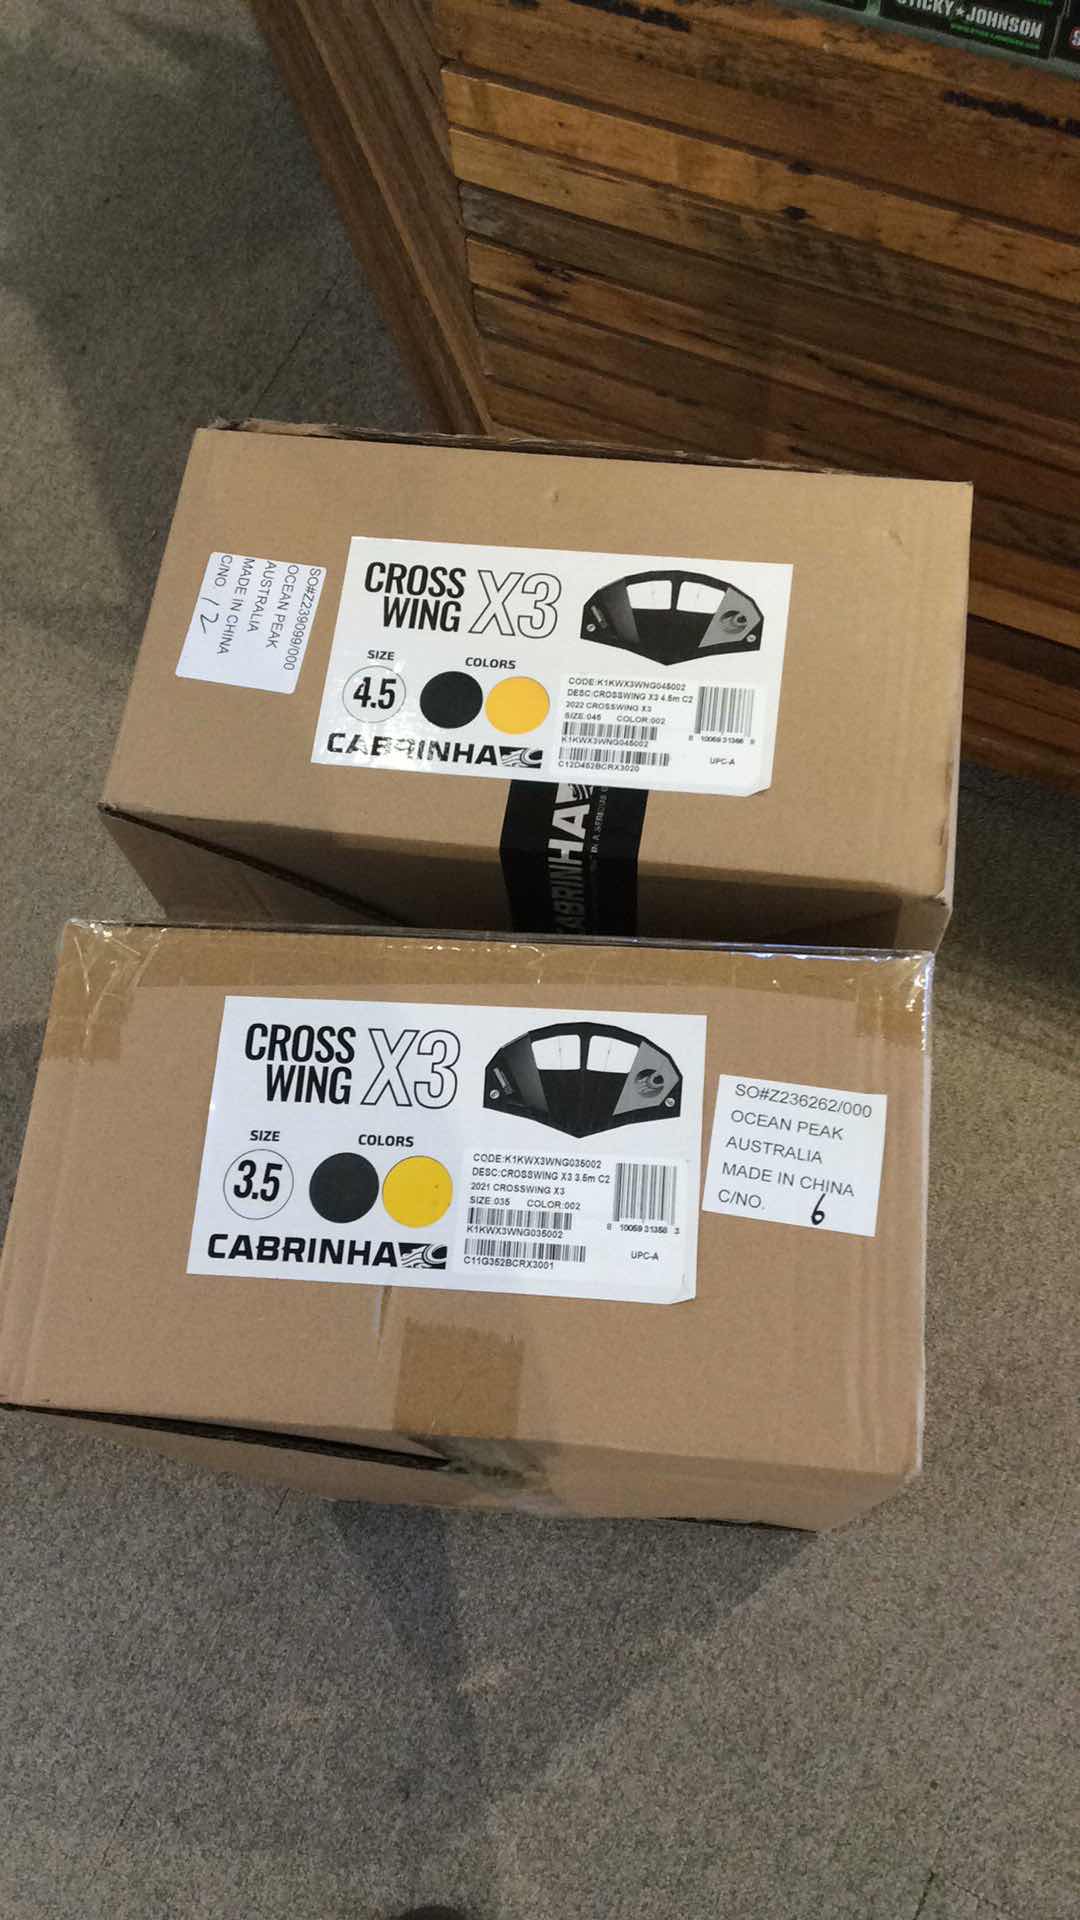 STICKY★JOHNSON
SO#Z239099/000
OCEAN PEAK
AUSTRALIA
MADE IN CHINA
C/NO 12
CROSS
WING X3
SIZE
4.5
COLORS
CABRINHA
CODE:K1KWX3WNG045002
DESC:CROSSWING X3 4.5m C2
2022 CROSSWING X3
SIZE:045 COLOR:002
K1KWX3WNG045002
C12D452BCRX3020
UPC-A
CABRINHA
CROSS
WING X3
SIZE
3.5
COLORS
CABRINHA
CODE:K1KWX3WNG035002
DESC:CROSSWING X3 3.5m C2
2021 CROSSWING X3
SIZE:035 COLOR:002
K1KWX3WNG035002
C11G352BCRX3001
8 10059 31358 3
UPC-A
SO#Z236262/000
OCEAN PEAK
AUSTRALIA
MADE IN CHINA
C/NO. 6